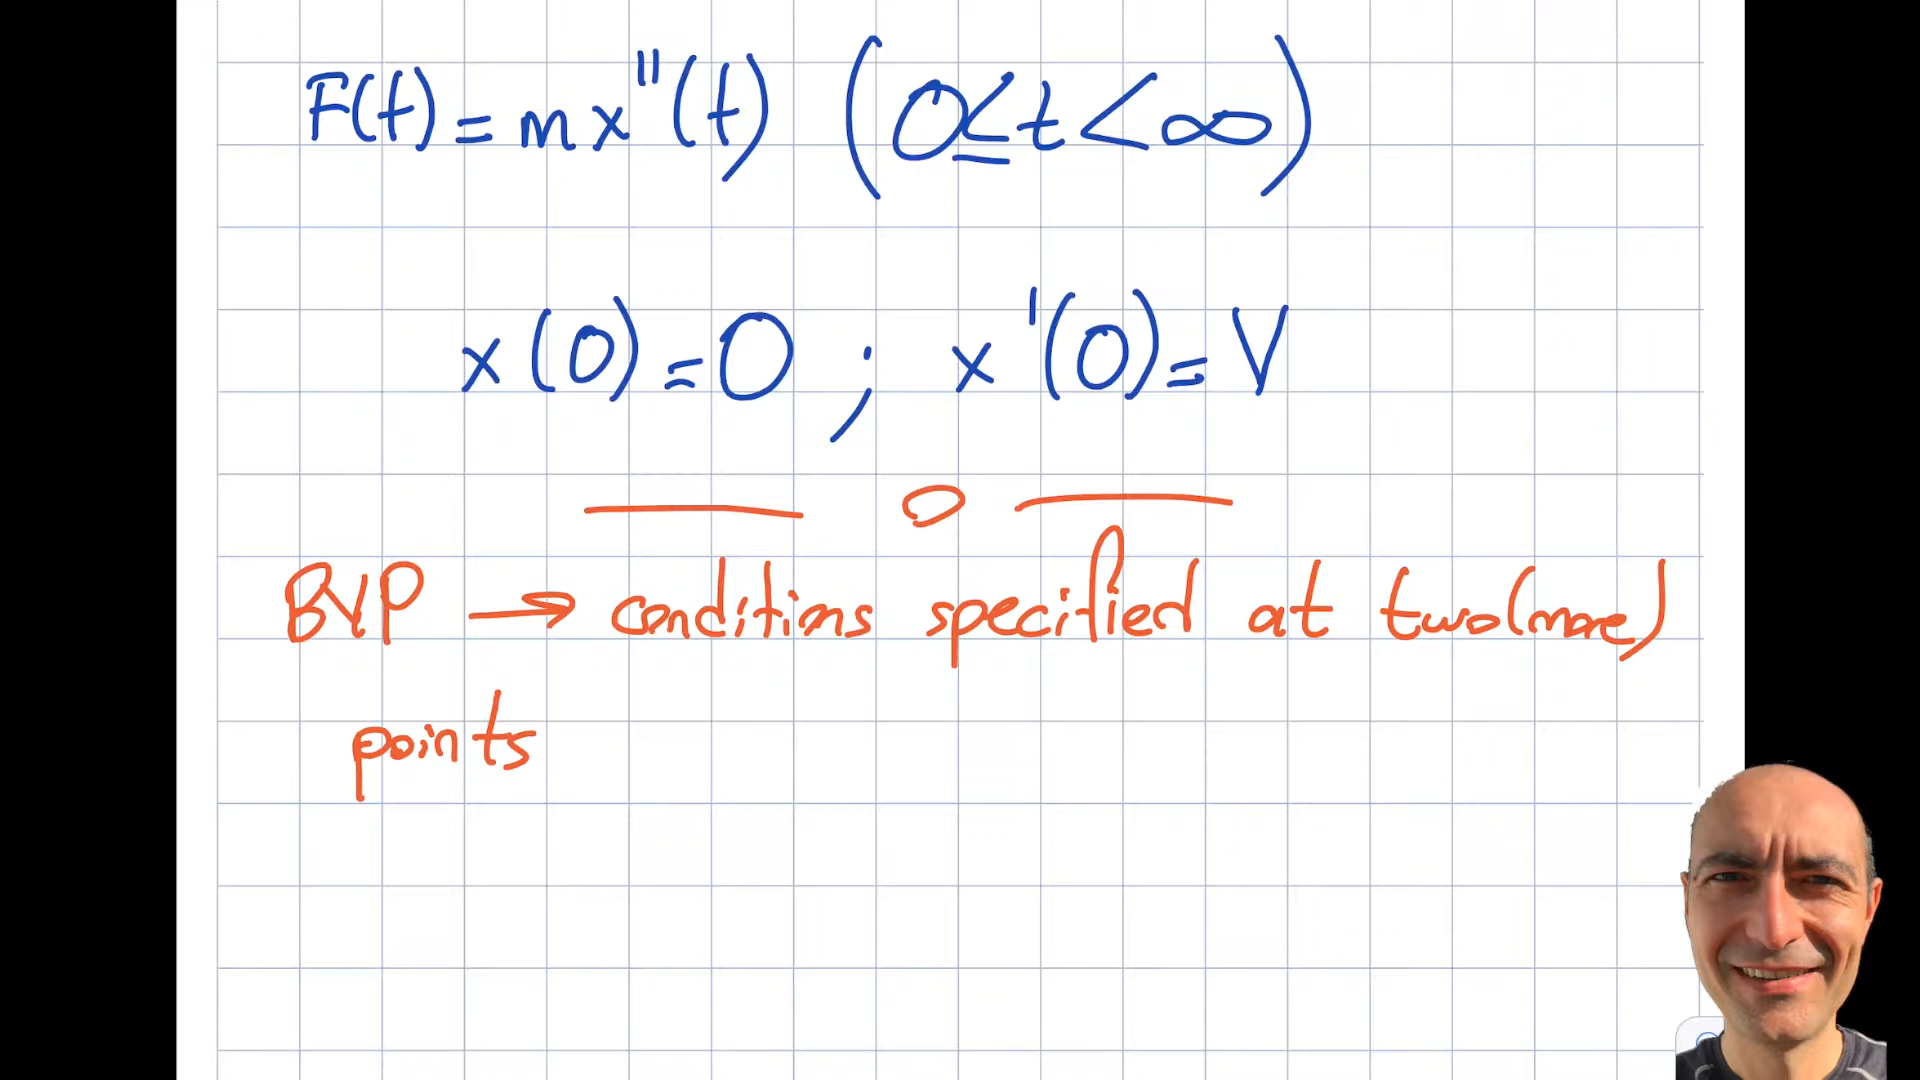 F(t) = mx''(t) (0 ≤ t < ∞)
x(0) = 0 ; x'(0) = V
BVP → conditions specified at two (more)
points